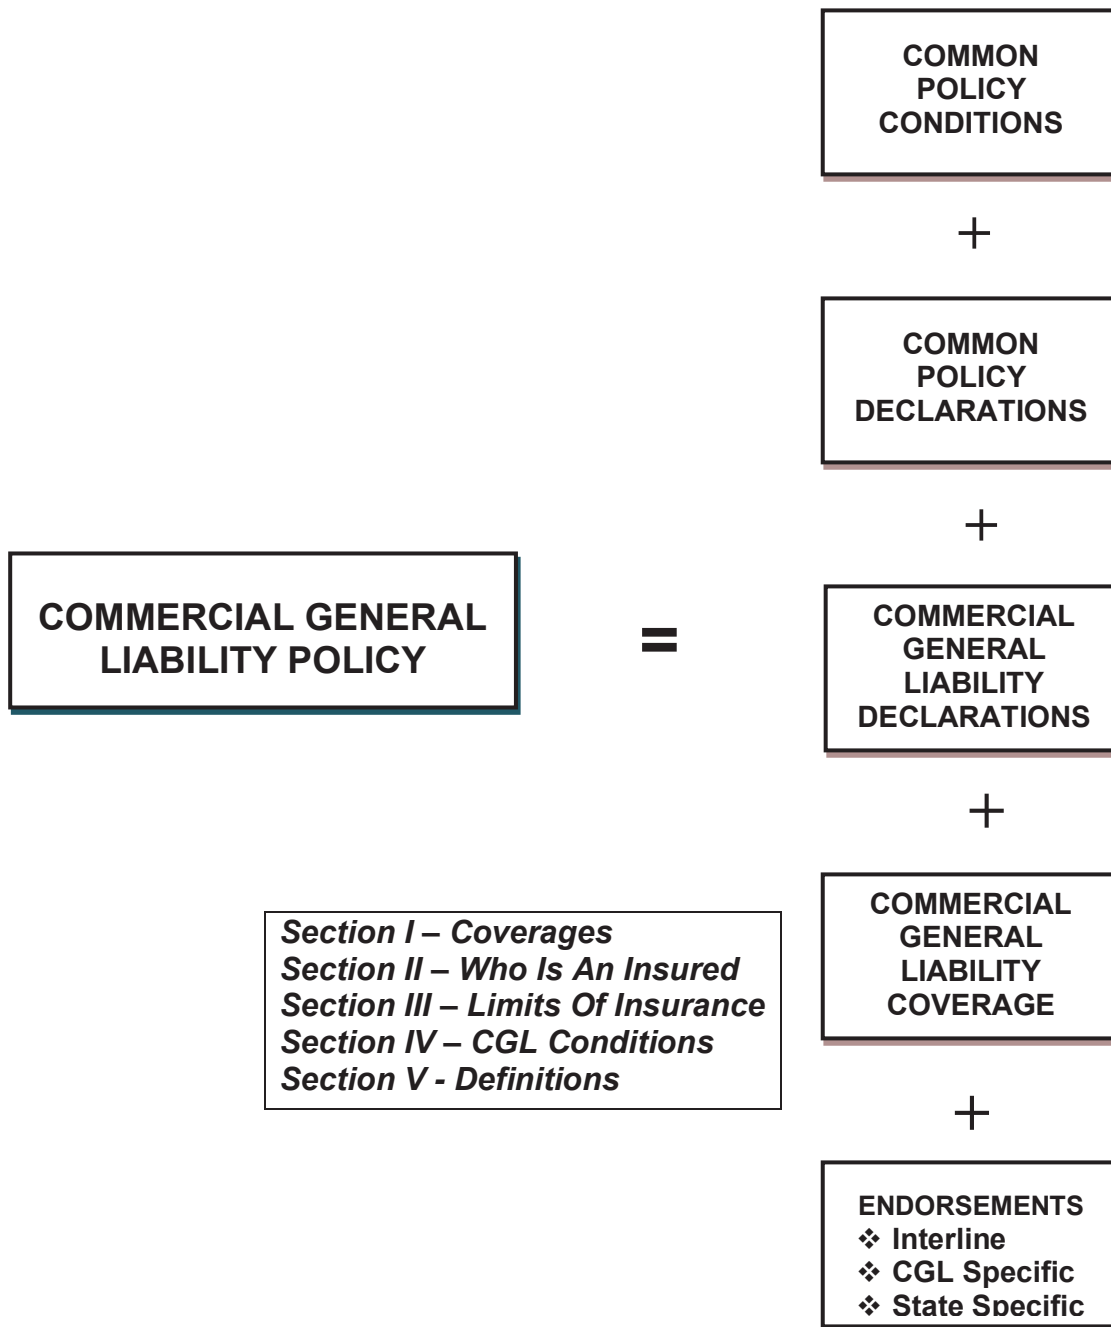 COMMON
POLICY
CONDITIONS
+
COMMON
POLICY
DECLARATIONS
+
COMMERCIAL GENERAL
LIABILITY POLICY
=
COMMERCIAL
GENERAL
LIABILITY
DECLARATIONS
+
Section I – Coverages
Section II – Who Is An Insured
Section III – Limits Of Insurance
Section IV – CGL Conditions
Section V - Definitions
COMMERCIAL
GENERAL
LIABILITY
COVERAGE
+
ENDORSEMENTS
❖ Interline
❖ CGL Specific
❖ State Specific